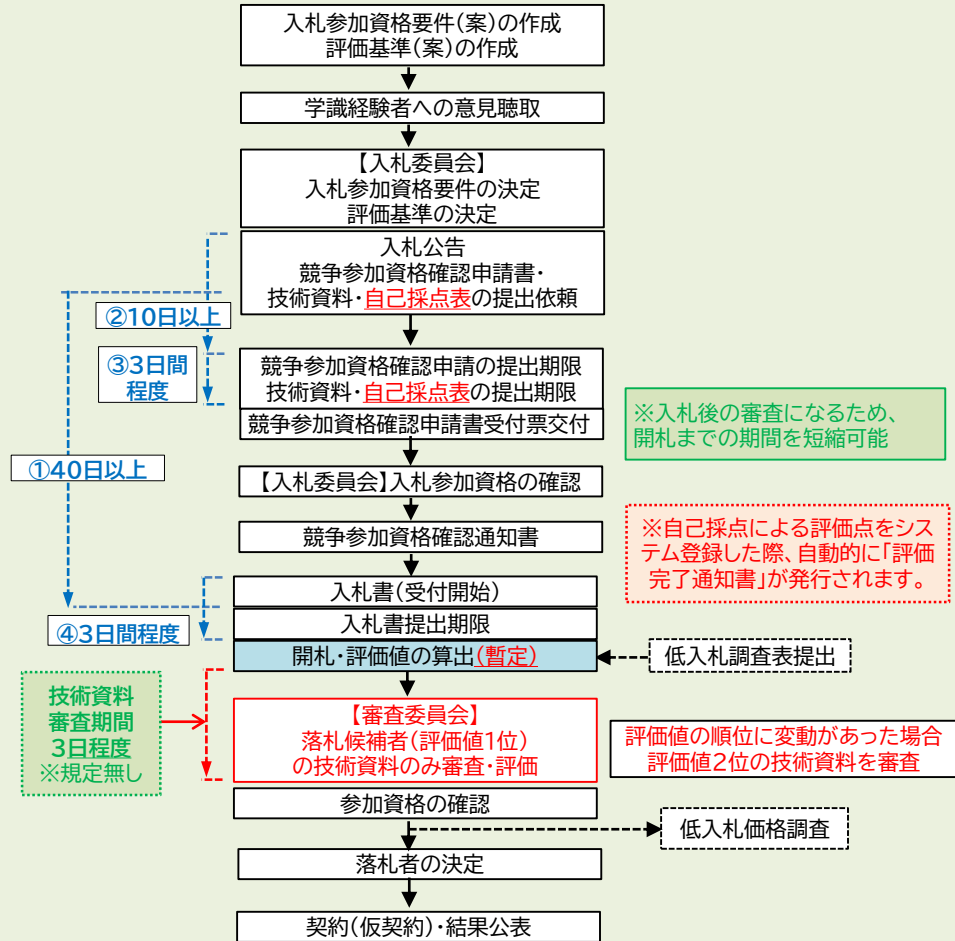 入札参加資格要件(案)の作成
評価基準(案)の作成
学識経験者への意見聴取
【入札委員会】
入札参加資格要件の決定
評価基準の決定
入札公告
競争参加資格確認申請書・
技術資料・自己採点表の提出依頼
②10日以上
③3日間
程度
競争参加資格確認申請の提出期限
技術資料・自己採点表の提出期限
競争参加資格確認申請書受付票交付
※入札後の審査になるため、
開札までの期間を短縮可能
①40日以上
【入札委員会】入札参加資格の確認
競争参加資格確認通知書
※自己採点による評価点をシス
テム登録した際、自動的に「評価
完了通知書」が発行されます。
入札書(受付開始)
④3日間程度
入札書提出期限
開札・評価値の算出(暫定)
低入札調査表提出
技術資料
審査期間
3日程度
※規定無し
【審査委員会】
落札候補者(評価値1位)
の技術資料のみ審査・評価
評価値の順位に変動があった場合
評価値2位の技術資料を審査
参加資格の確認
低入札価格調査
落札者の決定
契約(仮契約)・結果公表